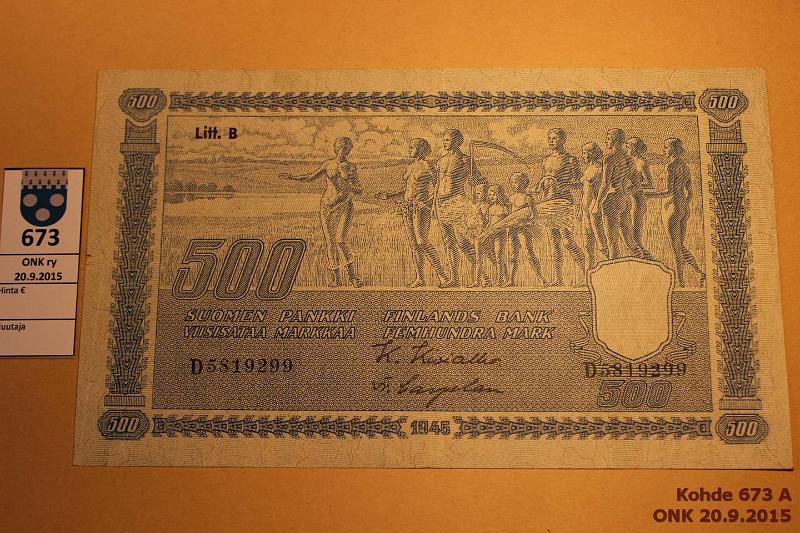 500 500
Litt. B
673
ONK ry
20.9.2015
Hinta €
500
SUOMEN PANKKI FINLANDS BANK
VIISISATAA MARKKAA FEMHUNDRA MARK
D5819299 D5819299
500
500 1945 500
Kohde 673 A
ONK 20.9.2015